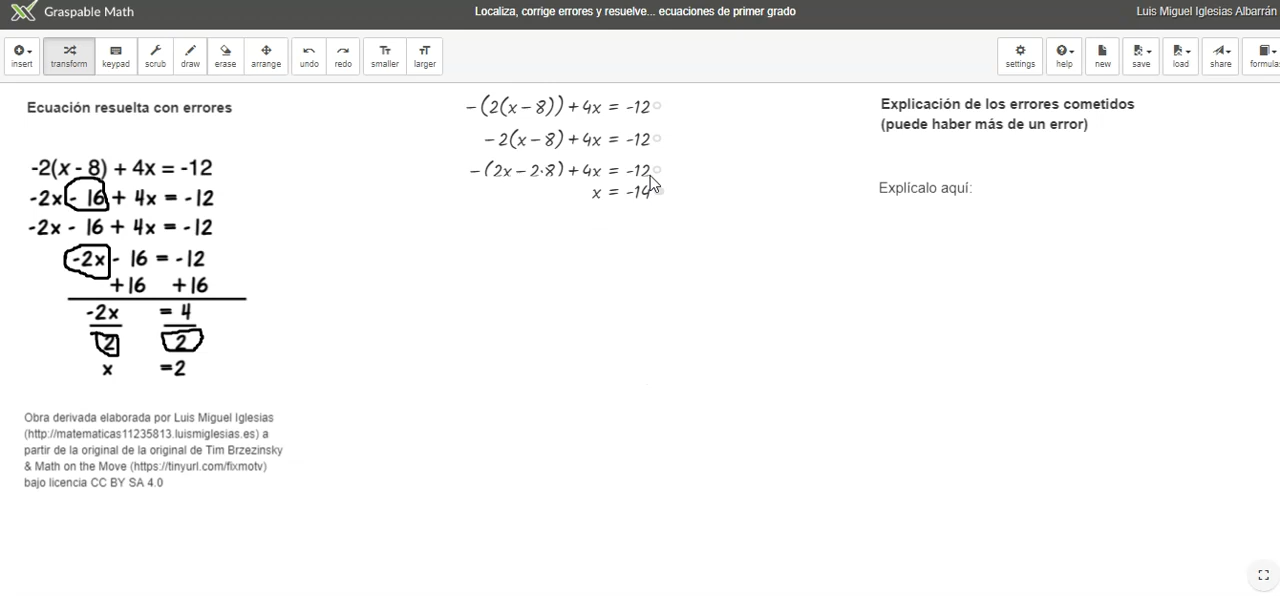 Graspable Math
Localiza, corrige errores y resuelve... ecuaciones de primer grado
Luis Miguel Iglesias Albarrán
insert transform keypad scrub draw erase arrange undo redo smaller larger settings help new save load share formula
Ecuación resuelta con errores
-2(x - 8) + 4x = -12
-2x - 16 + 4x = -12
-2x - 16 + 4x = -12
-2x - 16 = -12
+16 +16
-2x = 4
2 2
x =2
Obra derivada elaborada por Luis Miguel Iglesias
(http://matematicas11235813.luismiglesias.es) a
partir de la original de la original de Tim Brzezinsky
& Math on the Move (https://tinyurl.com/fixmotv)
bajo licencia CC BY SA 4.0
-(2(x-8))+4x = -12
-2(x-8)+4x = -12
-(2x-2·8)+4x = -12
x = -14
Explicación de los errores cometidos
(puede haber más de un error)
Explícalo aquí: